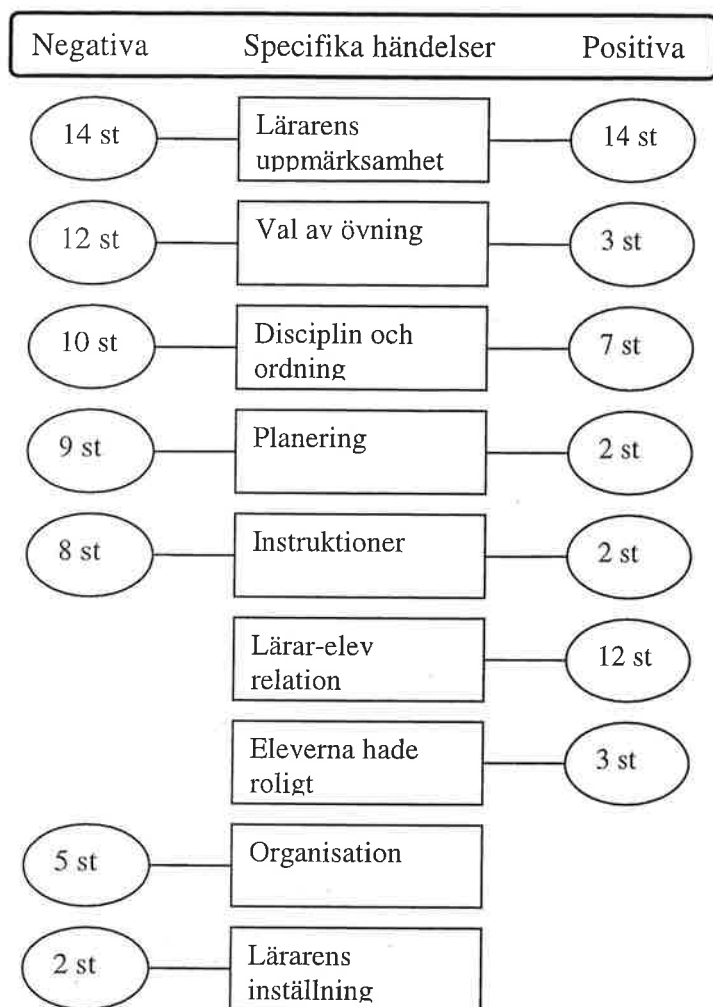 Negativa Specifika händelser Positiva
14 st Lärarens uppmärksamhet 14 st
12 st Val av övning 3 st
10 st Disciplin och ordning 7 st
9 st Planering 2 st
8 st Instruktioner 2 st
Lärar-elev relation 12 st
Eleverna hade roligt 3 st
5 st Organisation
2 st Lärarens inställning